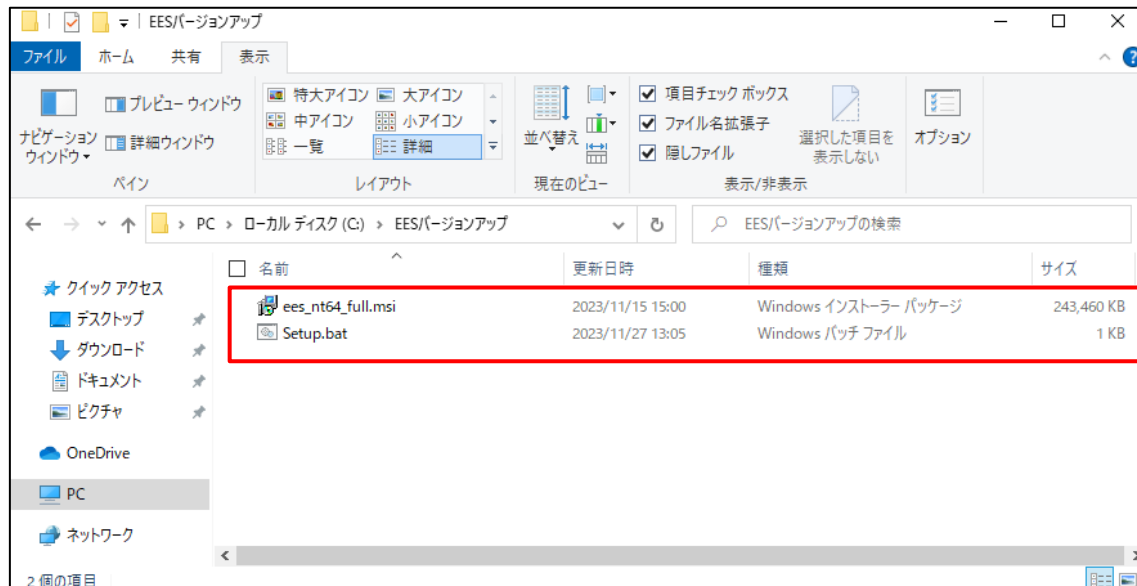 EESバージョンアップ
ファイル ホーム 共有 表示
ナビゲーション ウィンドウ
プレビュー ウィンドウ
詳細ウィンドウ
ペイン
特大アイコン 大アイコン
中アイコン 小アイコン
一覧 詳細
レイアウト
並べ替え
現在のビュー
項目チェック ボックス
ファイル名拡張子
隠しファイル
選択した項目を
表示しない
表示/非表示
オプション
PC › ローカル ディスク (C:) › EESバージョンアップ
EESバージョンアップの検索
名前 更新日時 種類 サイズ
ees_nt64_full.msi 2023/11/15 15:00 Windows インストーラー パッケージ 243,460 KB
Setup.bat 2023/11/27 13:05 Windows バッチ ファイル 1 KB
クイック アクセス
デスクトップ
ダウンロード
ドキュメント
ピクチャ
OneDrive
PC
ネットワーク
2 個の項目